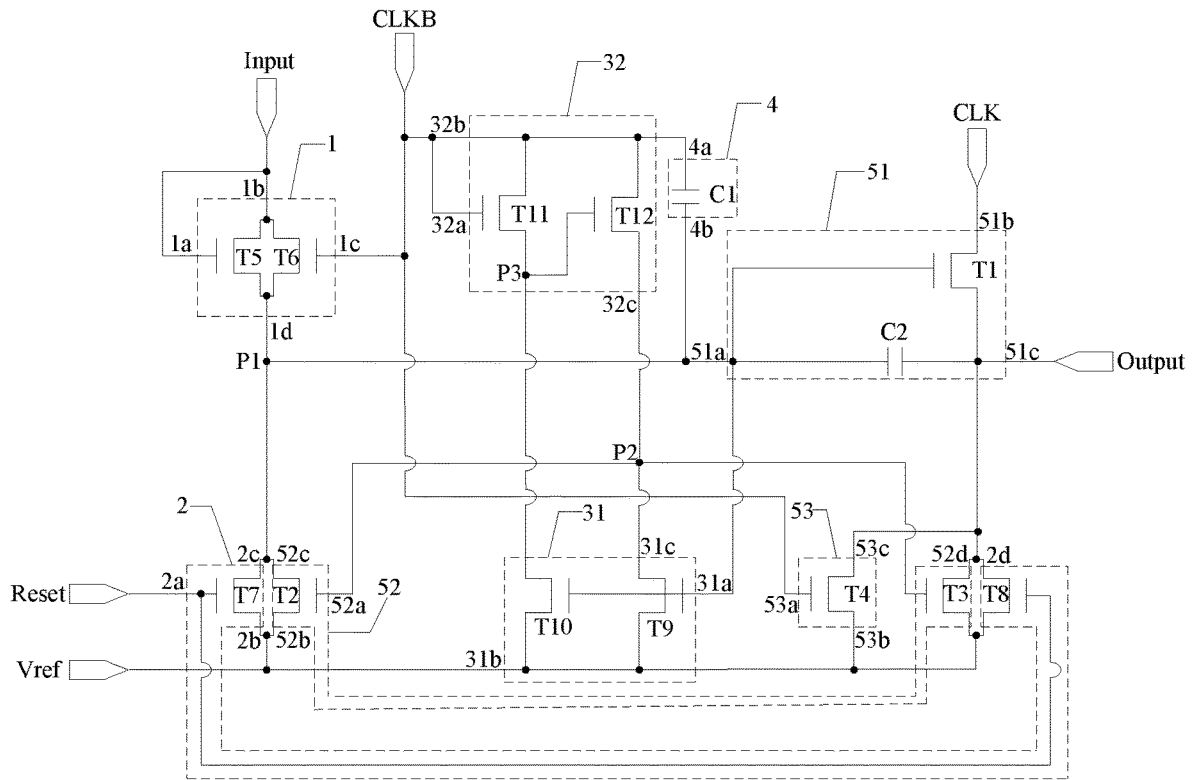 CLKB
Input
32
CLK
4
1
32b
4a
51
1b
T11
T12
C1
32a
4b
51b
1a
T5
T6
1c
T1
P3
32c
1d
C2
P1
51a
51c
Output
P2
2
31
53
2c
52c
31c
53c
52d
2d
Reset
2a
T7
T2
52a
52
31a
53a
T4
T3
T8
T10
T9
2b
52b
53b
Vref
31b